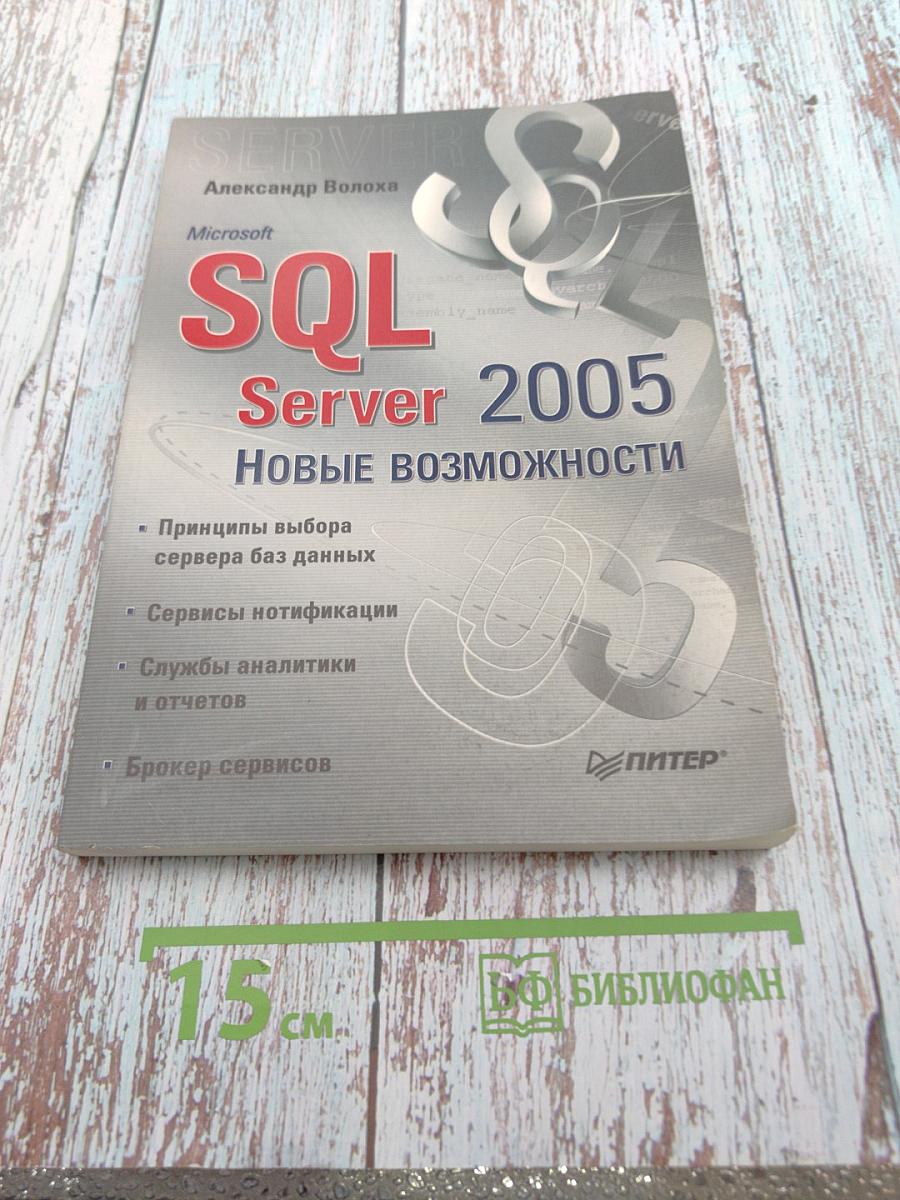 SERVER
Александр Волоха
Microsoft
SQL
Server 2005
Новые возможности
▪ Принципы выбора
сервера баз данных
▪ Сервисы нотификации
▪ Службы аналитики
и отчетов
▪ Брокер сервисов
ПИТЕР®
15 см
БФ БИБЛИОФАН